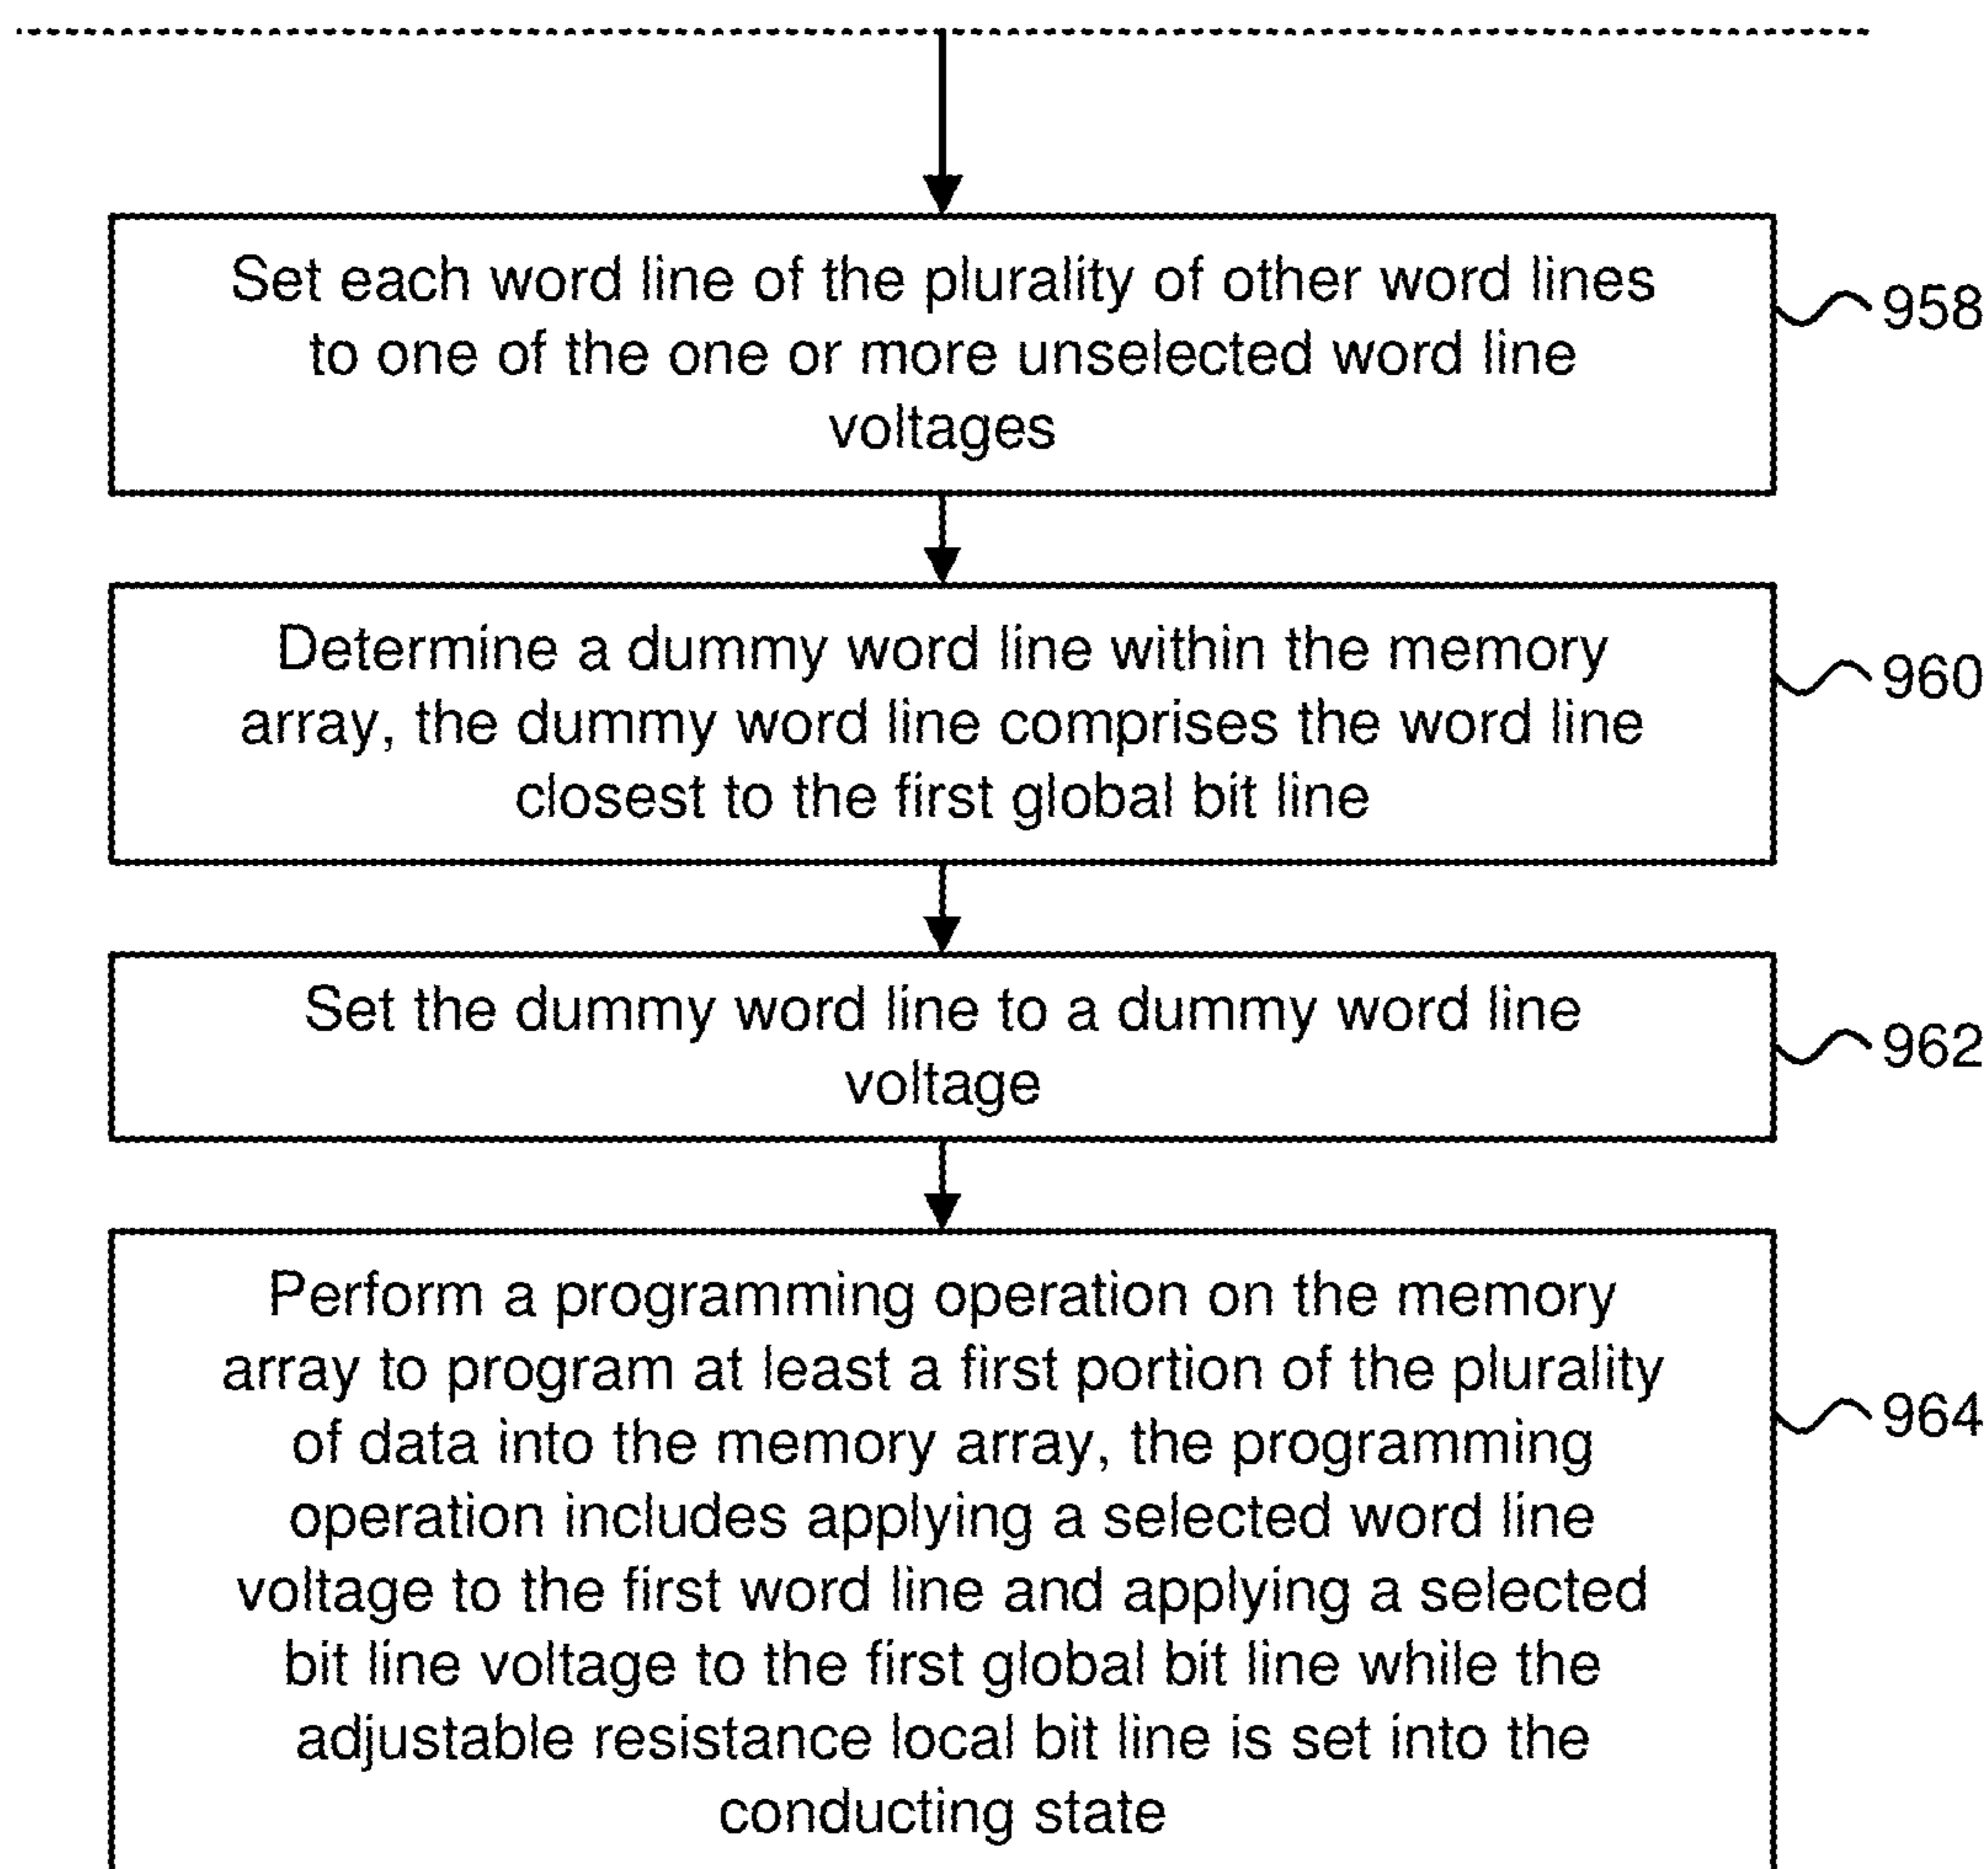 Set each word line of the plurality of other word lines
to one of the one or more unselected word line
voltages
958
Determine a dummy word line within the memory
array, the dummy word line comprises the word line
closest to the first global bit line
960
Set the dummy word line to a dummy word line
voltage
962
Perform a programming operation on the memory
array to program at least a first portion of the plurality
of data into the memory array, the programming
operation includes applying a selected word line
voltage to the first word line and applying a selected
bit line voltage to the first global bit line while the
adjustable resistance local bit line is set into the
conducting state
964